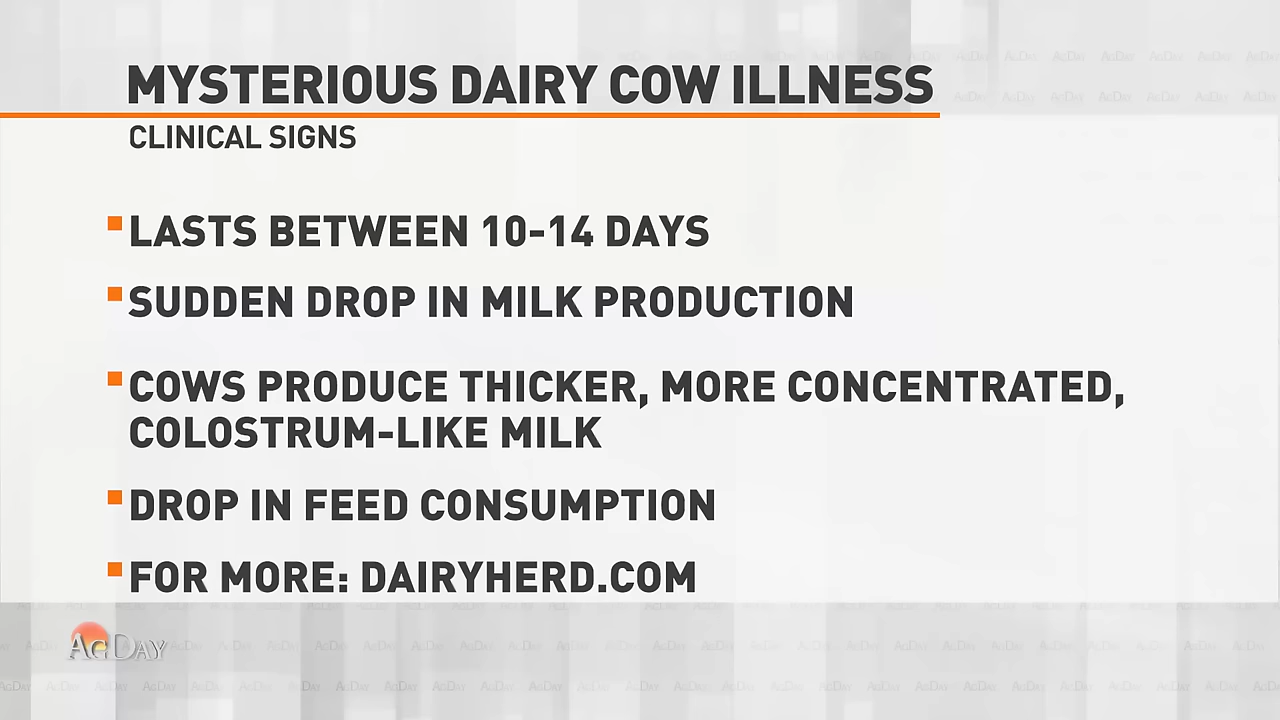 MYSTERIOUS DAIRY COW ILLNESS
CLINICAL SIGNS
LASTS BETWEEN 10-14 DAYS
SUDDEN DROP IN MILK PRODUCTION
COWS PRODUCE THICKER, MORE CONCENTRATED,
COLOSTRUM-LIKE MILK
DROP IN FEED CONSUMPTION
FOR MORE: DAIRYHERD.COM
AGDAY